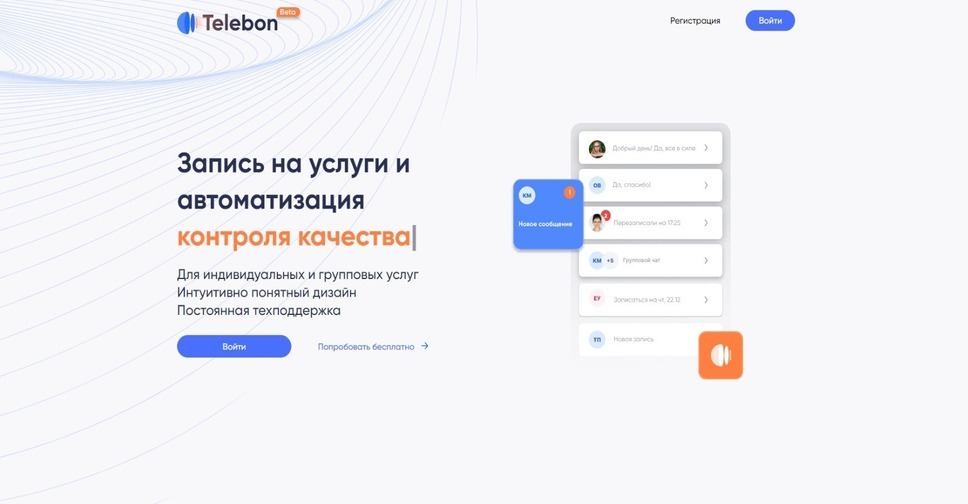 Telebon
Beta
Регистрация
Войти
Запись на услуги и
автоматизация
контроля качества
Для индивидуальных и групповых услуг
Интуитивно понятный дизайн
Постоянная техподдержка
Войти
Попробовать бесплатно
Добрый день! Да, все в силе
ОВ
Да, спасибо!
КМ
!
Новое сообщение
Перезаписали на 17:25
КМ
+5
Групповой чат
ЕУ
Записаться на чт, 22.12
ТП
Новая запись